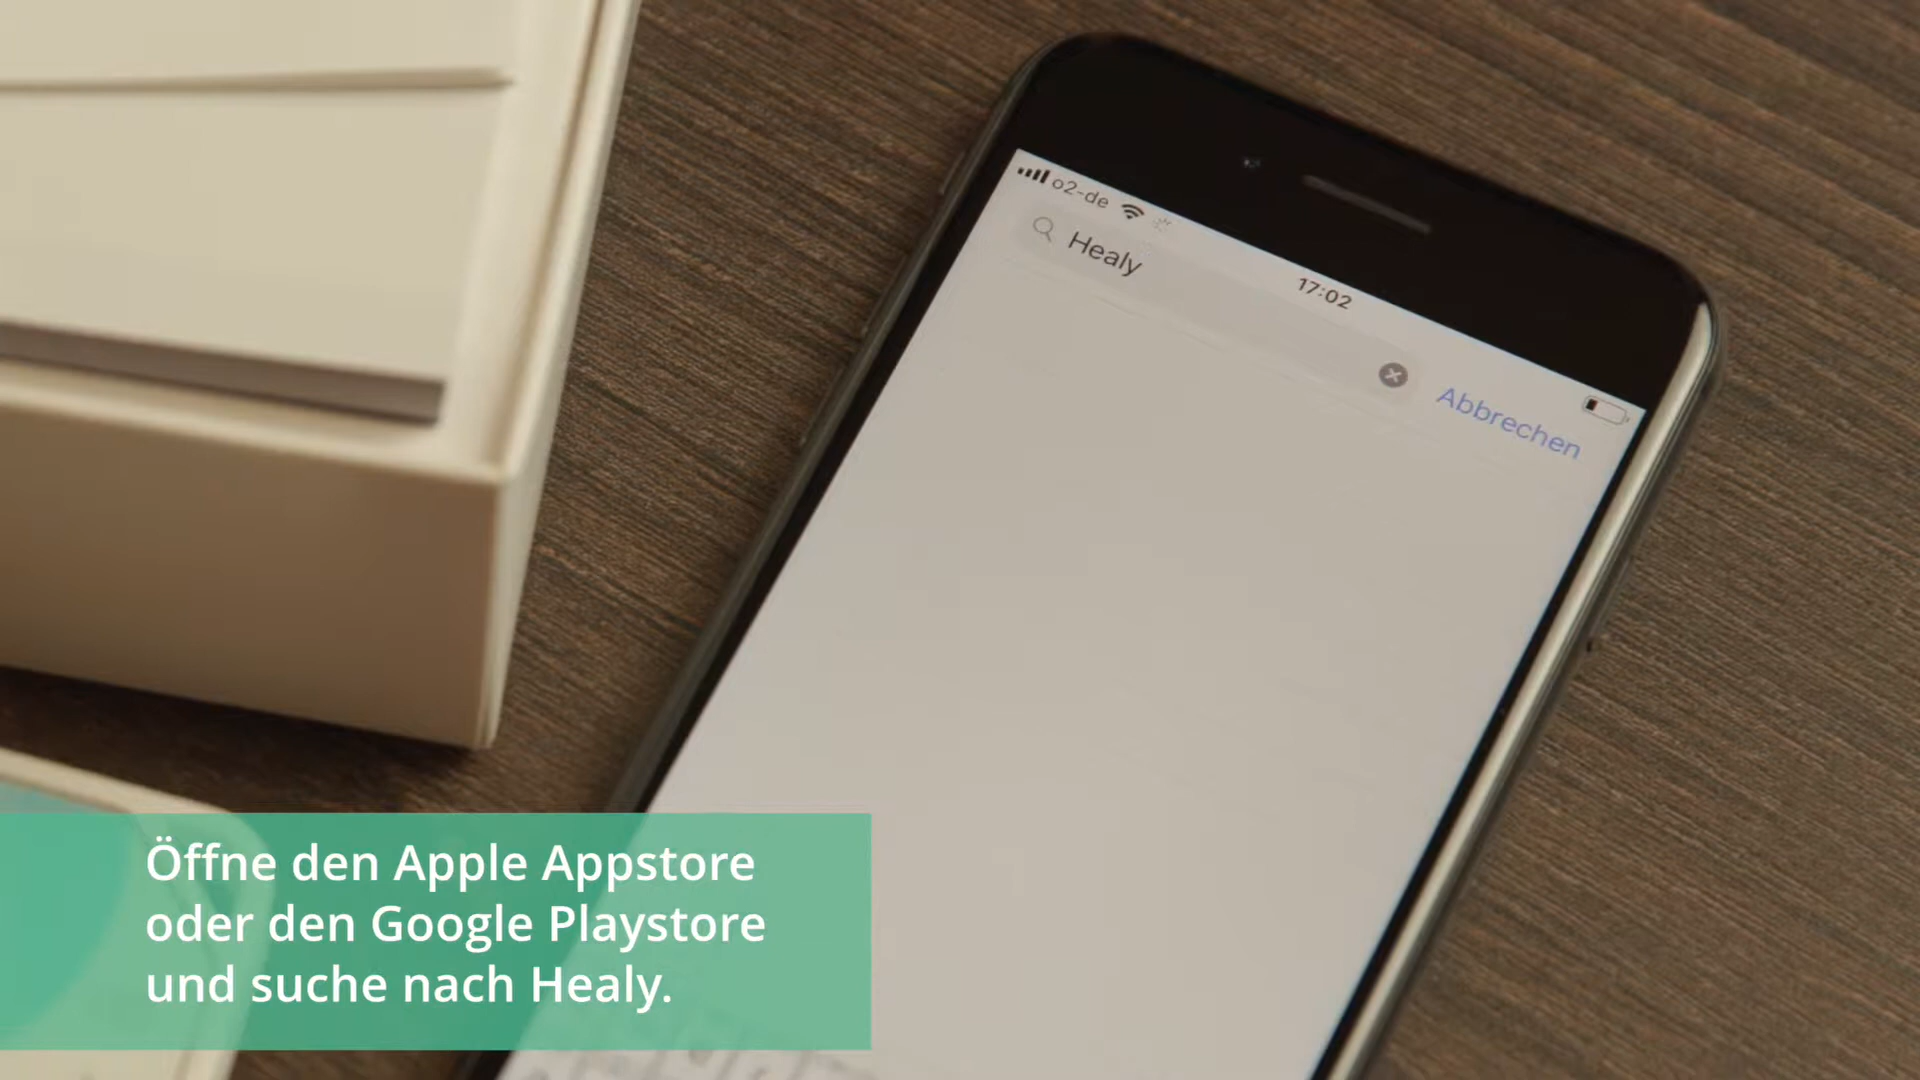 o2-de
17:02
Healy
Abbrechen
Öffne den Apple Appstore
oder den Google Playstore
und suche nach Healy.